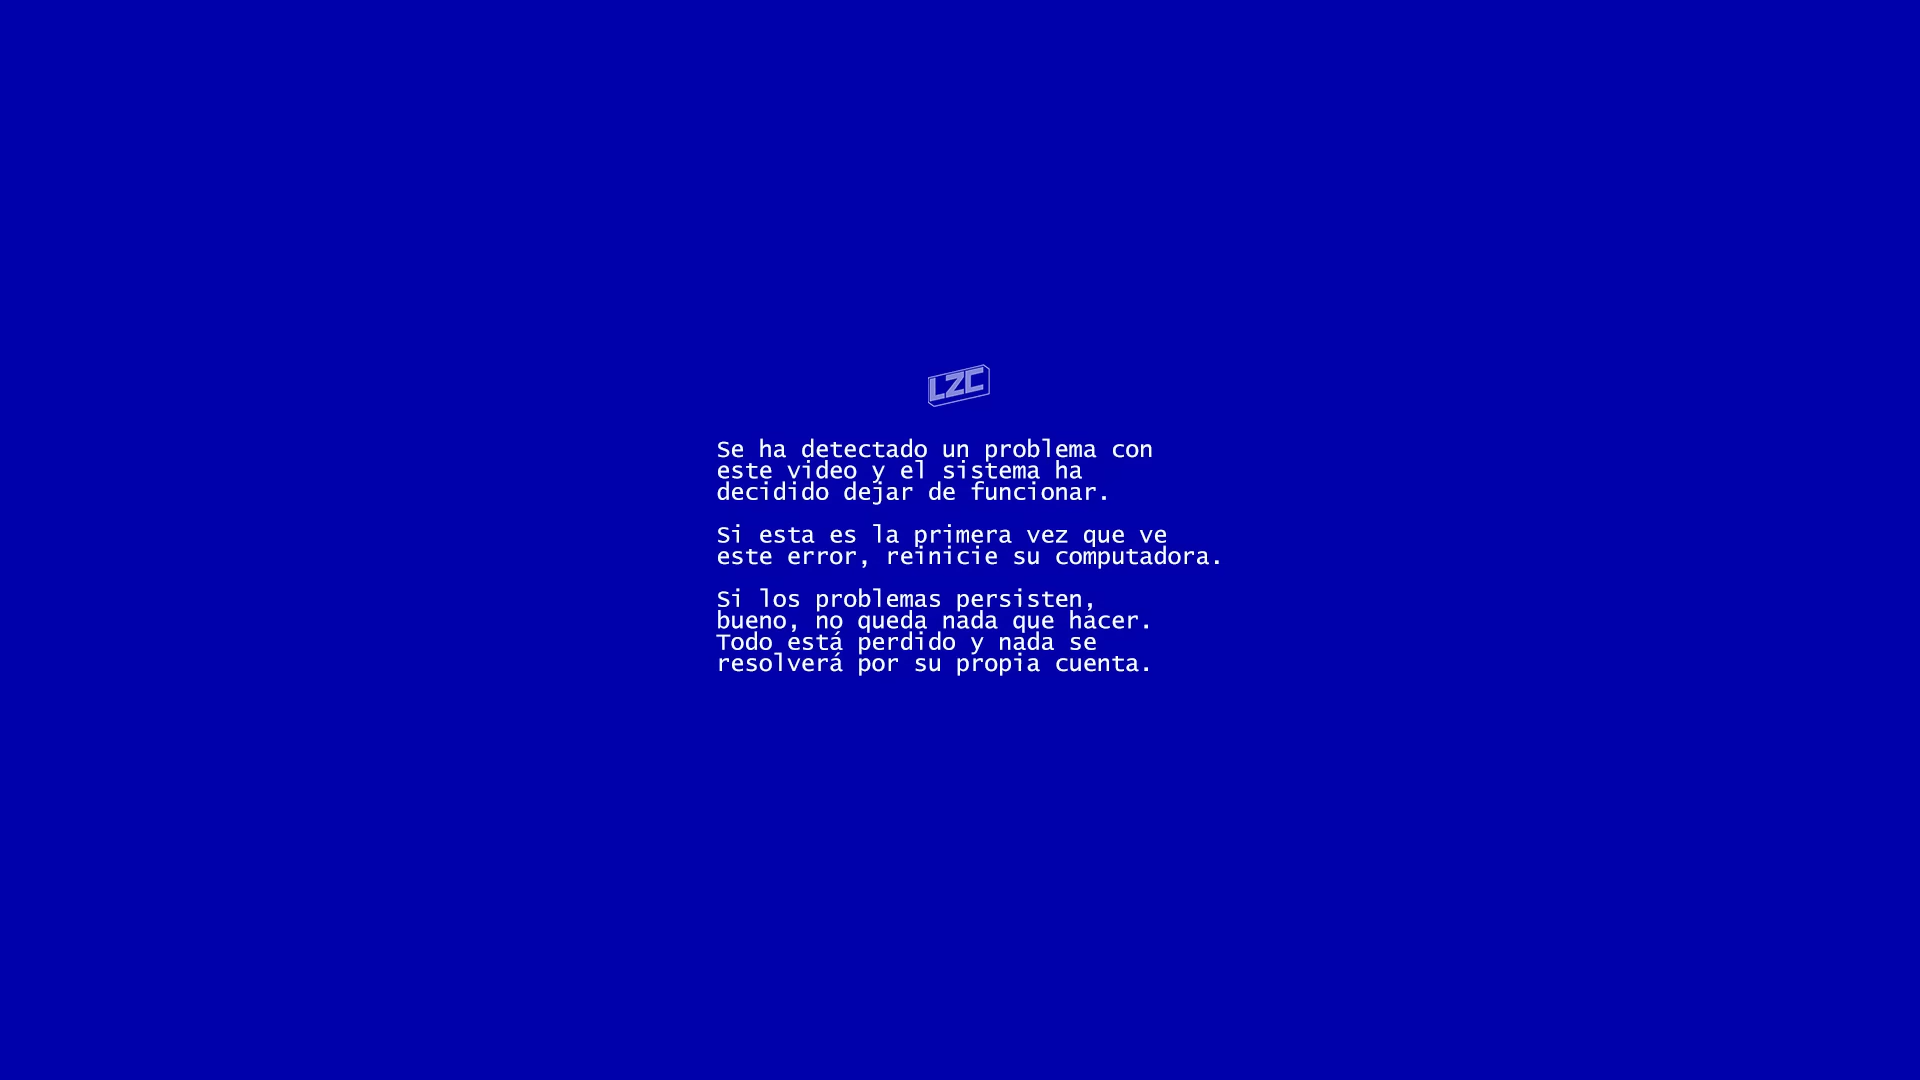 LZC
Se ha detectado un problema con
este video y el sistema ha
decidido dejar de funcionar.
Si esta es la primera vez que ve
este error, reinicie su computadora.
Si los problemas persisten,
bueno, no queda nada que hacer.
Todo está perdido y nada se
resolverá por su propia cuenta.